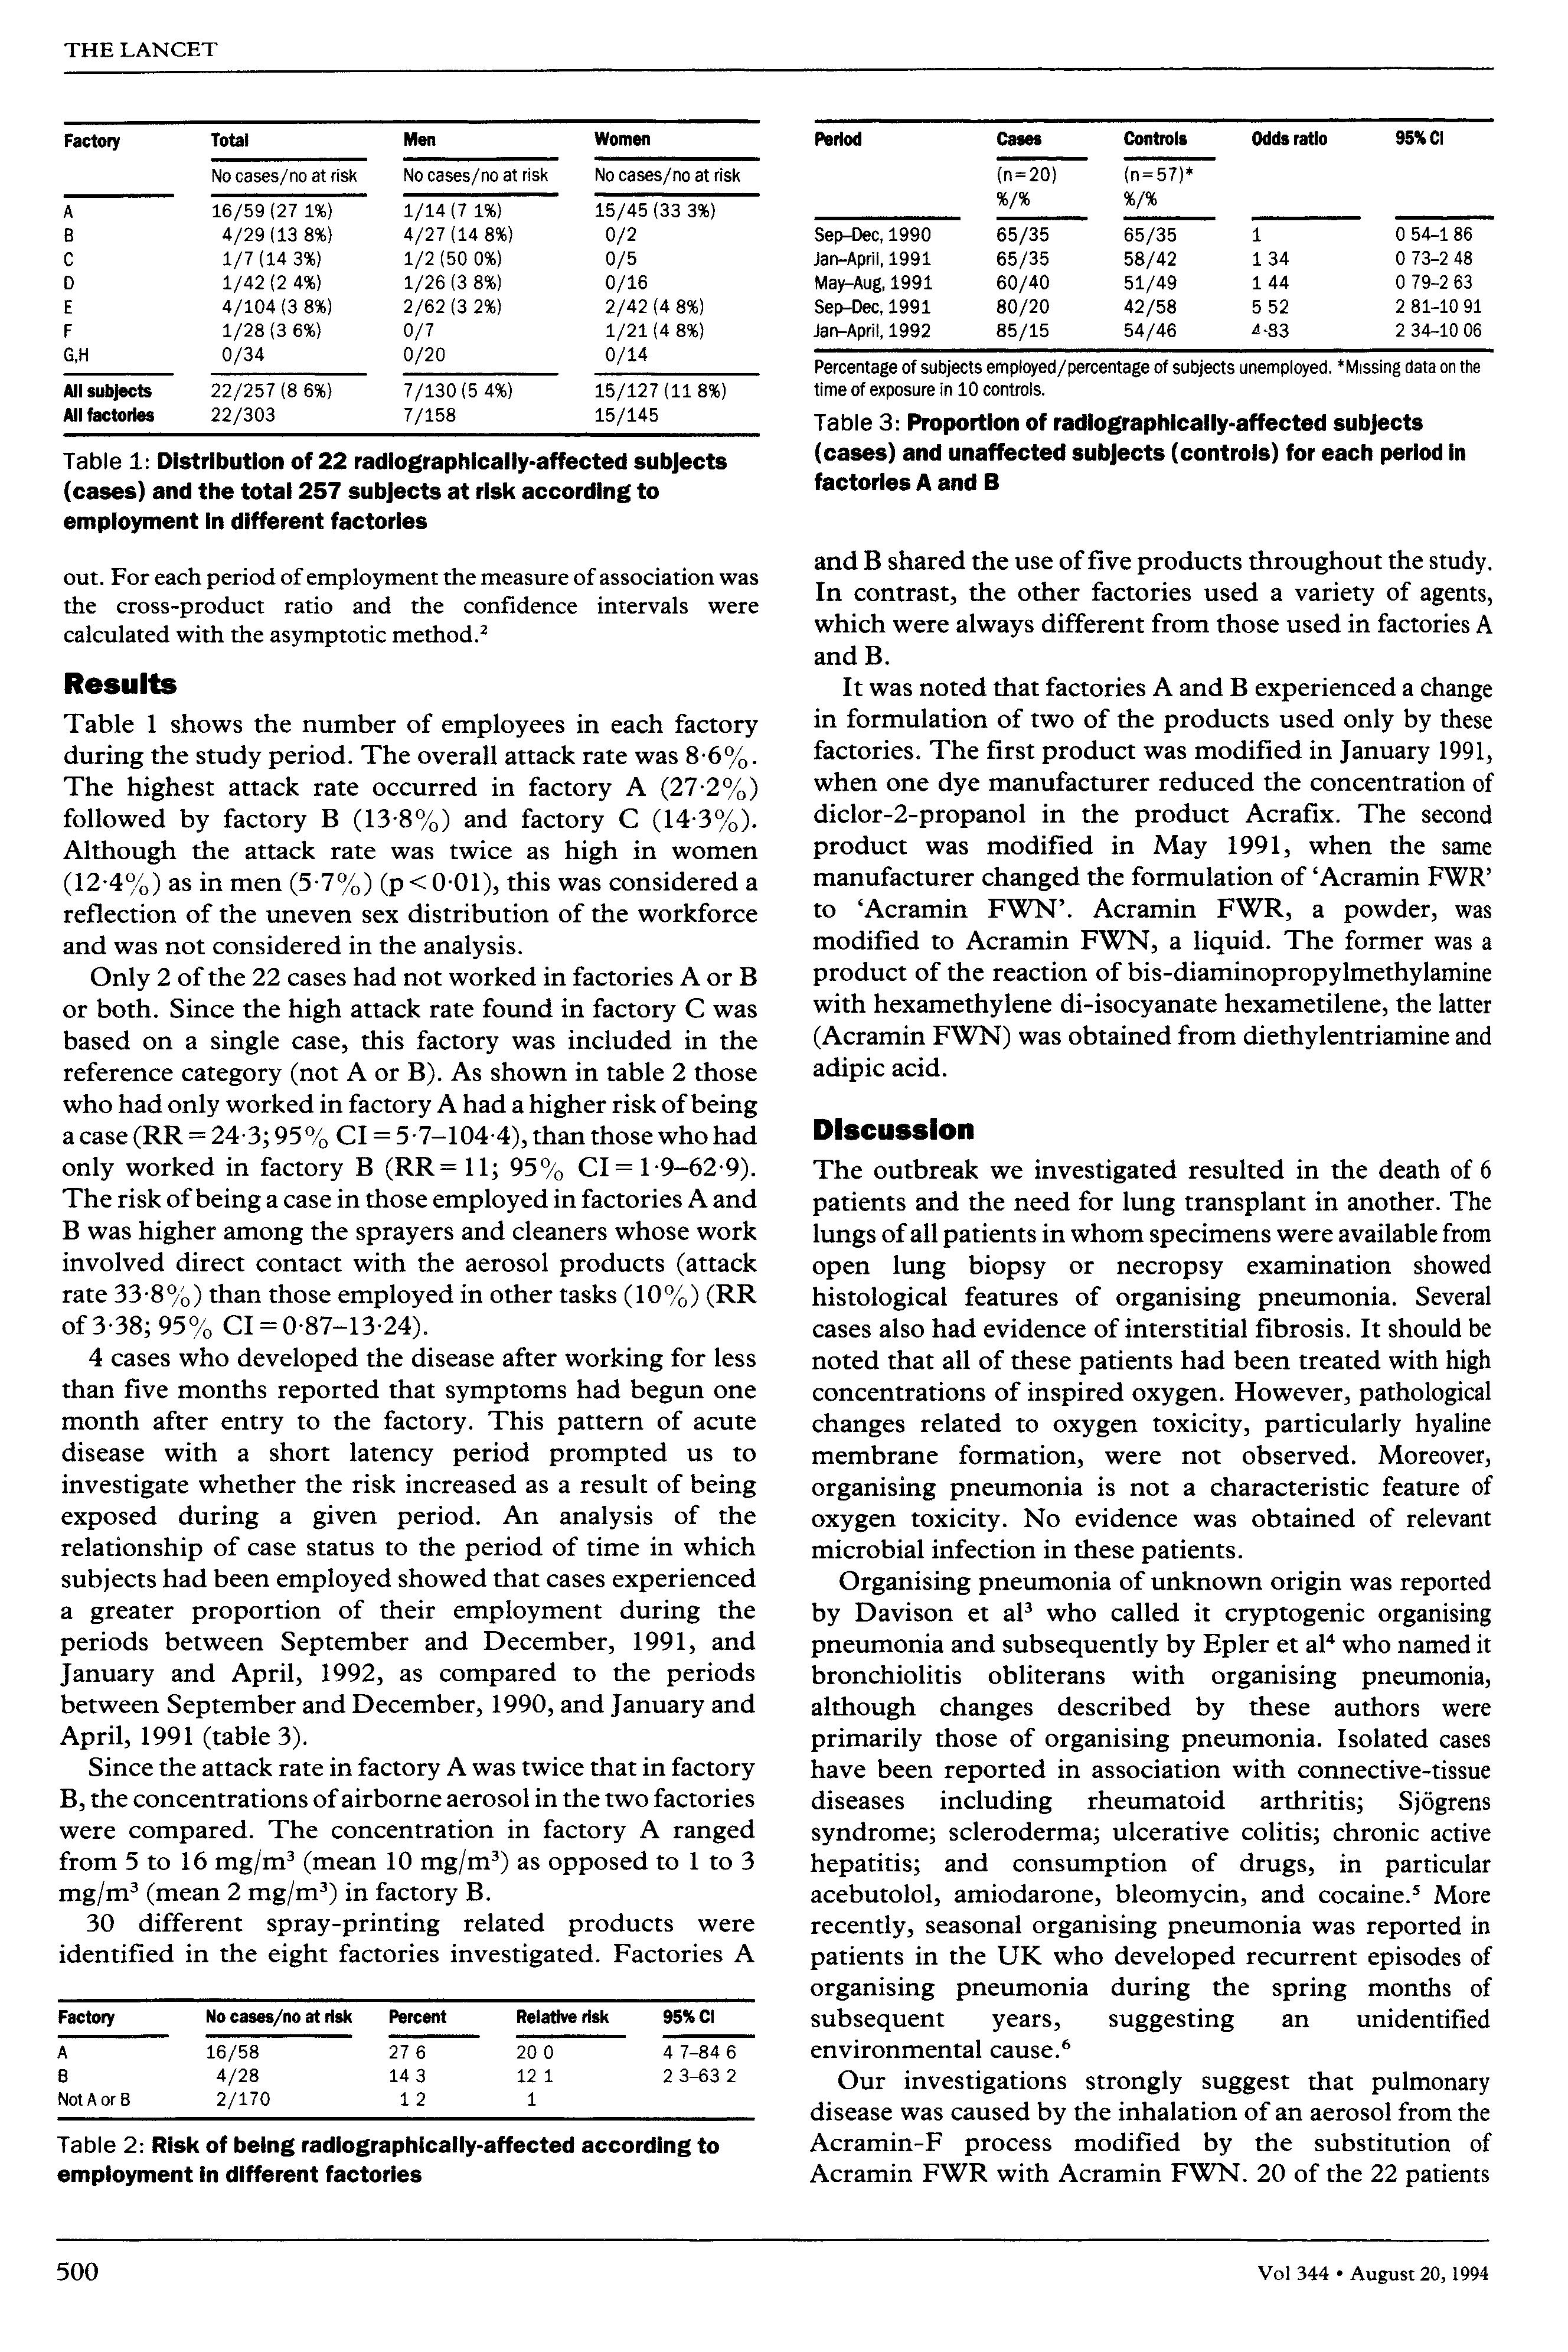 THE LANCET
Factory Total Men Women
No cases/no at risk No cases/no at risk No cases/no at risk
A 16/59 (27 1%) 1/14 (7 1%) 15/45 (33 3%)
B 4/29 (13 8%) 4/27 (14 8%) 0/2
C 1/7 (14 3%) 1/2 (50 0%) 0/5
D 1/42 (2 4%) 1/26 (3 8%) 0/16
E 4/104 (3 8%) 2/62 (3 2%) 2/42 (4 8%)
F 1/28 (3 6%) 0/7 1/21 (4 8%)
G,H 0/34 0/20 0/14
All subjects 22/257 (8 6%) 7/130 (5 4%) 15/127 (11 8%)
All factories 22/303 7/158 15/145
Table 1: Distribution of 22 radiographically-affected subjects
(cases) and the total 257 subjects at risk according to
employment in different factories
out. For each period of employment the measure of association was
the cross-product ratio and the confidence intervals were
calculated with the asymptotic method.²
Results
Table 1 shows the number of employees in each factory
during the study period. The overall attack rate was 8·6%.
The highest attack rate occurred in factory A (27·2%)
followed by factory B (13·8%) and factory C (14·3%).
Although the attack rate was twice as high in women
(12·4%) as in men (5·7%) (p<0·01), this was considered a
reflection of the uneven sex distribution of the workforce
and was not considered in the analysis.
Only 2 of the 22 cases had not worked in factories A or B
or both. Since the high attack rate found in factory C was
based on a single case, this factory was included in the
reference category (not A or B). As shown in table 2 those
who had only worked in factory A had a higher risk of being
a case (RR=24·3; 95% CI=5·7–104·4), than those who had
only worked in factory B (RR=11; 95% CI=1·9–62·9).
The risk of being a case in those employed in factories A and
B was higher among the sprayers and cleaners whose work
involved direct contact with the aerosol products (attack
rate 33·8%) than those employed in other tasks (10%) (RR
of 3·38; 95% CI=0·87–13·24).
4 cases who developed the disease after working for less
than five months reported that symptoms had begun one
month after entry to the factory. This pattern of acute
disease with a short latency period prompted us to
investigate whether the risk increased as a result of being
exposed during a given period. An analysis of the
relationship of case status to the period of time in which
subjects had been employed showed that cases experienced
a greater proportion of their employment during the
periods between September and December, 1991, and
January and April, 1992, as compared to the periods
between September and December, 1990, and January and
April, 1991 (table 3).
Since the attack rate in factory A was twice that in factory
B, the concentrations of airborne aerosol in the two factories
were compared. The concentration in factory A ranged
from 5 to 16 mg/m³ (mean 10 mg/m³) as opposed to 1 to 3
mg/m³ (mean 2 mg/m³) in factory B.
30 different spray-printing related products were
identified in the eight factories investigated. Factories A
Factory No cases/no at risk Percent Relative risk 95% CI
A 16/58 27 6 20 0 4 7–84 6
B 4/28 14 3 12 1 2 3–63 2
Not A or B 2/170 1 2 1
Table 2: Risk of being radiographically-affected according to
employment in different factories
Period Cases Controls Odds ratio 95% CI
(n=20) (n=57)*
%/% %/%
Sep–Dec, 1990 65/35 65/35 1 0 54–1 86
Jan–April, 1991 65/35 58/42 1 34 0 73–2 48
May–Aug, 1991 60/40 51/49 1 44 0 79–2 63
Sep–Dec, 1991 80/20 42/58 5 52 2 81–10 91
Jan–April, 1992 85/15 54/46 4·83 2 34–10 06
Percentage of subjects employed/percentage of subjects unemployed. *Missing data on the
time of exposure in 10 controls.
Table 3: Proportion of radiographically-affected subjects
(cases) and unaffected subjects (controls) for each period in
factories A and B
and B shared the use of five products throughout the study.
In contrast, the other factories used a variety of agents,
which were always different from those used in factories A
and B.
It was noted that factories A and B experienced a change
in formulation of two of the products used only by these
factories. The first product was modified in January 1991,
when one dye manufacturer reduced the concentration of
diclor-2-propanol in the product Acrafix. The second
product was modified in May 1991, when the same
manufacturer changed the formulation of ‘Acramin FWR’
to ‘Acramin FWN’. Acramin FWR, a powder, was
modified to Acramin FWN, a liquid. The former was a
product of the reaction of bis-diaminopropylmethylamine
with hexamethylene di-isocyanate hexametilene, the latter
(Acramin FWN) was obtained from diethylentriamine and
adipic acid.
Discussion
The outbreak we investigated resulted in the death of 6
patients and the need for lung transplant in another. The
lungs of all patients in whom specimens were available from
open lung biopsy or necropsy examination showed
histological features of organising pneumonia. Several
cases also had evidence of interstitial fibrosis. It should be
noted that all of these patients had been treated with high
concentrations of inspired oxygen. However, pathological
changes related to oxygen toxicity, particularly hyaline
membrane formation, were not observed. Moreover,
organising pneumonia is not a characteristic feature of
oxygen toxicity. No evidence was obtained of relevant
microbial infection in these patients.
Organising pneumonia of unknown origin was reported
by Davison et al³ who called it cryptogenic organising
pneumonia and subsequently by Epler et al⁴ who named it
bronchiolitis obliterans with organising pneumonia,
although changes described by these authors were
primarily those of organising pneumonia. Isolated cases
have been reported in association with connective-tissue
diseases including rheumatoid arthritis; Sjögrens
syndrome; scleroderma; ulcerative colitis; chronic active
hepatitis; and consumption of drugs, in particular
acebutolol, amiodarone, bleomycin, and cocaine.⁵ More
recently, seasonal organising pneumonia was reported in
patients in the UK who developed recurrent episodes of
organising pneumonia during the spring months of
subsequent years, suggesting an unidentified
environmental cause.⁶
Our investigations strongly suggest that pulmonary
disease was caused by the inhalation of an aerosol from the
Acramin-F process modified by the substitution of
Acramin FWR with Acramin FWN. 20 of the 22 patients
500
Vol 344 • August 20, 1994